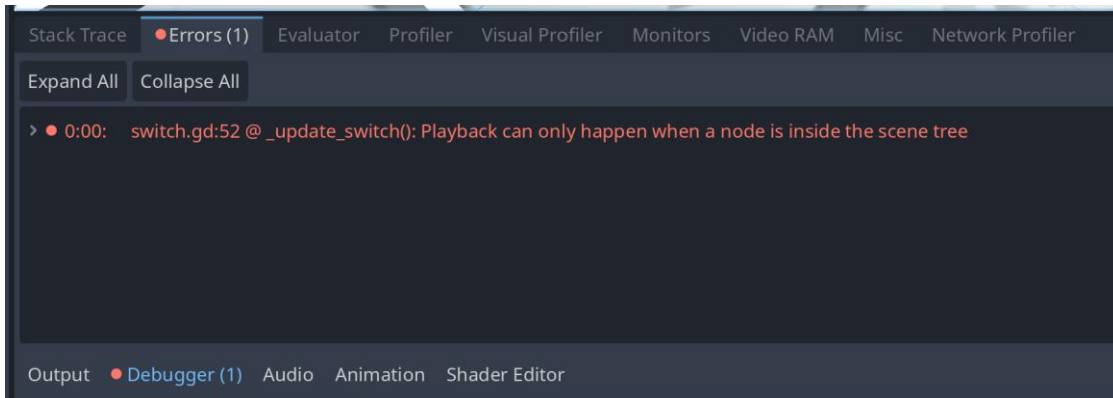 Stack Trace Errors (1) Evaluator Profiler Visual Profiler Monitors Video RAM Misc Network Profiler
Expand All Collapse All
0:00: switch.gd:52 @ _update_switch(): Playback can only happen when a node is inside the scene tree
Output Debugger (1) Audio Animation Shader Editor